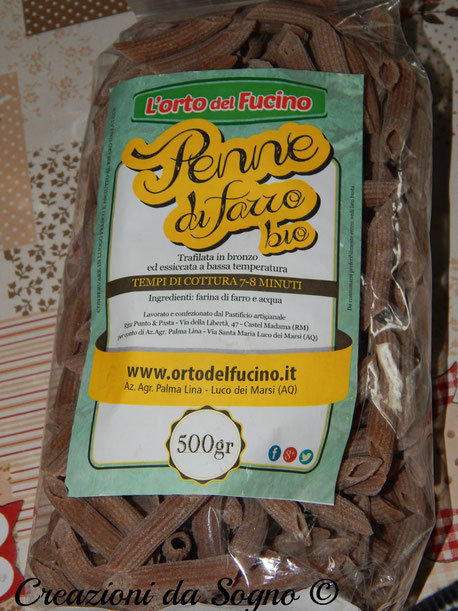 L'orto del Fucino
Penne
di farro
bio
Trafilata in bronzo
ed essiccata a bassa temperatura
TEMPI DI COTTURA 7-8 MINUTI
Ingredienti: farina di farro e acqua
Lavorato e confezionato dal Pastificio artigianale
Punto & Pasta - Via della Libertà, 47 - Castel Madama (RM)
per conto di Az.Agr. Palma Lina - Via Santa Maria Luco dei Marsi (AQ)
www.ortodelfucino.it
Az. Agr. Palma Lina - Luco dei Marsi (AQ)
500gr
Creazioni da Sogno ©